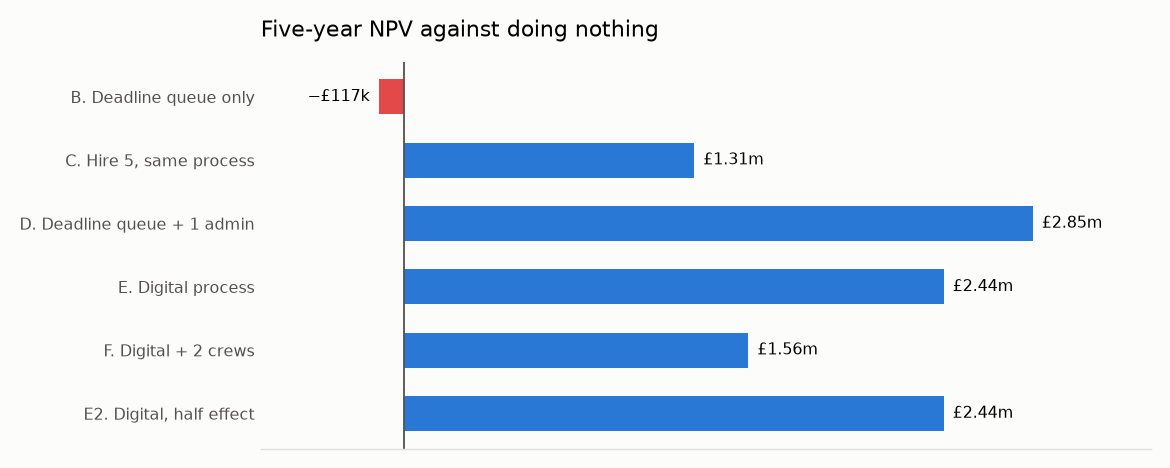 Five-year NPV against doing nothing
B. Deadline queue only −£117k
C. Hire 5, same process £1.31m
D. Deadline queue + 1 admin £2.85m
E. Digital process £2.44m
F. Digital + 2 crews £1.56m
E2. Digital, half effect £2.44m